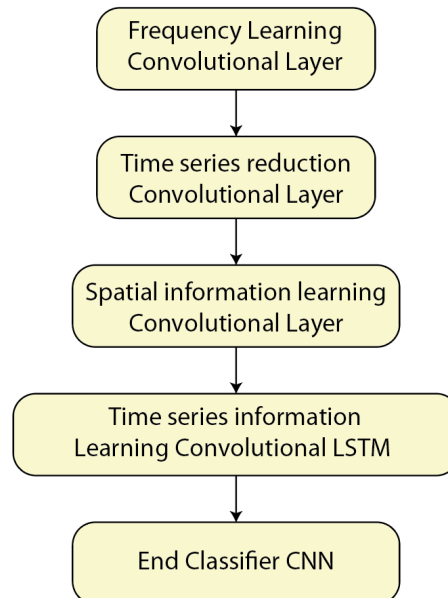 Frequency Learning
Convolutional Layer
Time series reduction
Convolutional Layer
Spatial information learning
Convolutional Layer
Time series information
Learning Convolutional LSTM
End Classifier CNN